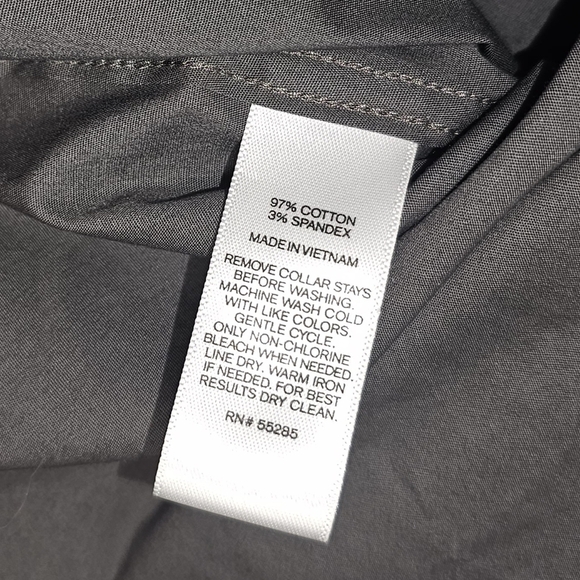 97% COTTON
3% SPANDEX
MADE IN VIETNAM
REMOVE COLLAR STAYS
BEFORE WASHING.
MACHINE WASH COLD
WITH LIKE COLORS.
GENTLE CYCLE.
ONLY NON-CHLORINE
BLEACH WHEN NEEDED.
LINE DRY. WARM IRON
IF NEEDED. FOR BEST
RESULTS DRY CLEAN.
RN# 55285